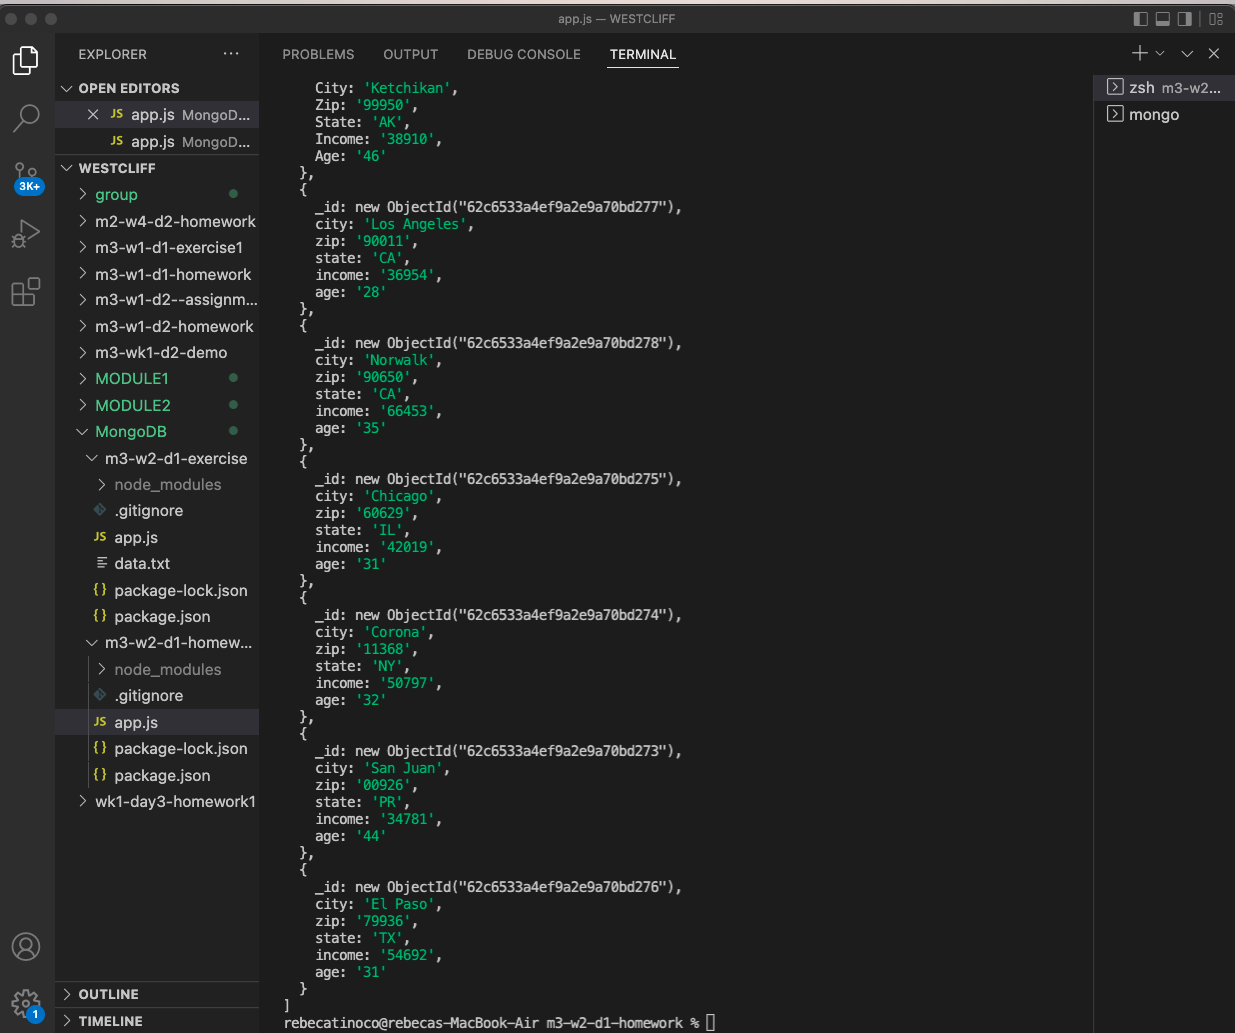 app.js — WESTCLIFF
EXPLORER
OPEN EDITORS
JS app.js MongoD...
JS app.js MongoD...
WESTCLIFF
group
m2-w4-d2-homework
m3-w1-d1-exercise1
m3-w1-d1-homework
m3-w1-d2--assignm...
m3-w1-d2-homework
m3-wk1-d2-demo
MODULE1
MODULE2
MongoDB
m3-w2-d1-exercise
node_modules
.gitignore
JS app.js
data.txt
{} package-lock.json
{} package.json
m3-w2-d1-homew...
node_modules
.gitignore
JS app.js
{} package-lock.json
{} package.json
wk1-day3-homework1
OUTLINE
TIMELINE
3K+
1
PROBLEMS OUTPUT DEBUG CONSOLE TERMINAL
City: 'Ketchikan',
Zip: '99950',
State: 'AK',
Income: '38910',
Age: '46'
},
{
_id: new ObjectId("62c6533a4ef9a2e9a70bd277"),
city: 'Los Angeles',
zip: '90011',
state: 'CA',
income: '36954',
age: '28'
},
{
_id: new ObjectId("62c6533a4ef9a2e9a70bd278"),
city: 'Norwalk',
zip: '90650',
state: 'CA',
income: '66453',
age: '35'
},
{
_id: new ObjectId("62c6533a4ef9a2e9a70bd275"),
city: 'Chicago',
zip: '60629',
state: 'IL',
income: '42019',
age: '31'
},
{
_id: new ObjectId("62c6533a4ef9a2e9a70bd274"),
city: 'Corona',
zip: '11368',
state: 'NY',
income: '50797',
age: '32'
},
{
_id: new ObjectId("62c6533a4ef9a2e9a70bd273"),
city: 'San Juan',
zip: '00926',
state: 'PR',
income: '34781',
age: '44'
},
{
_id: new ObjectId("62c6533a4ef9a2e9a70bd276"),
city: 'El Paso',
zip: '79936',
state: 'TX',
income: '54692',
age: '31'
}
]
rebecatinoco@rebecas-MacBook-Air m3-w2-d1-homework %
zsh m3-w2...
mongo